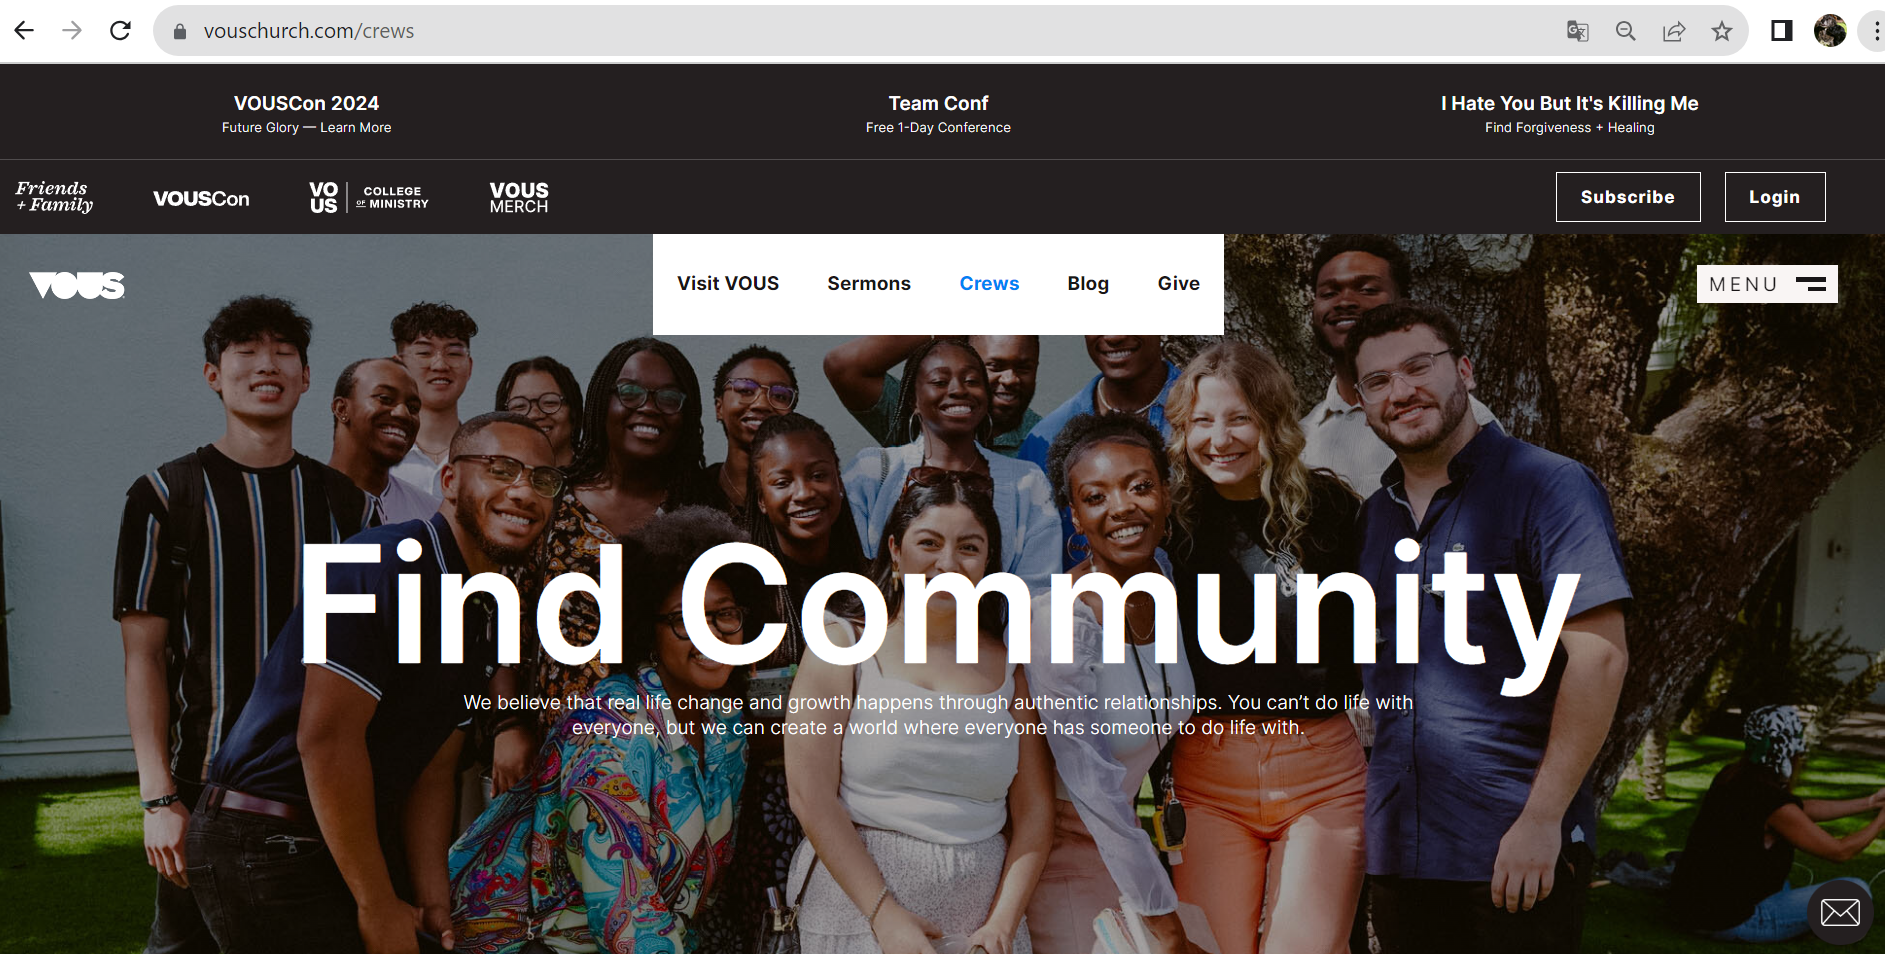 vouschurch.com/crews
VOUSCon 2024
Future Glory — Learn More
Team Conf
Free 1-Day Conference
I Hate You But It's Killing Me
Find Forgiveness + Healing
Friends
+ Family
VOUSCon
VO
US
COLLEGE
OF MINISTRY
VOUS
MERCH
Subscribe
Login
VOUS
Visit VOUS
Sermons
Crews
Blog
Give
MENU
Find Community
We believe that real life change and growth happens through authentic relationships. You can’t do life with
everyone, but we can create a world where everyone has someone to do life with.